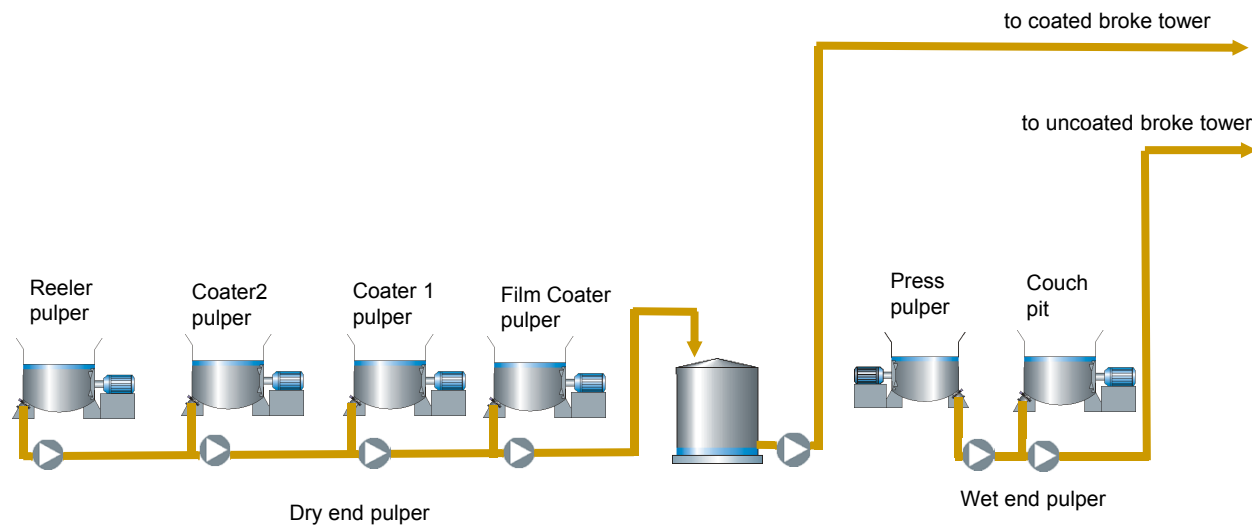 to coated broke tower
to uncoated broke tower
Reeler
pulper
Coater2
pulper
Coater 1
pulper
Film Coater
pulper
Press
pulper
Couch
pit
Dry end pulper
Wet end pulper